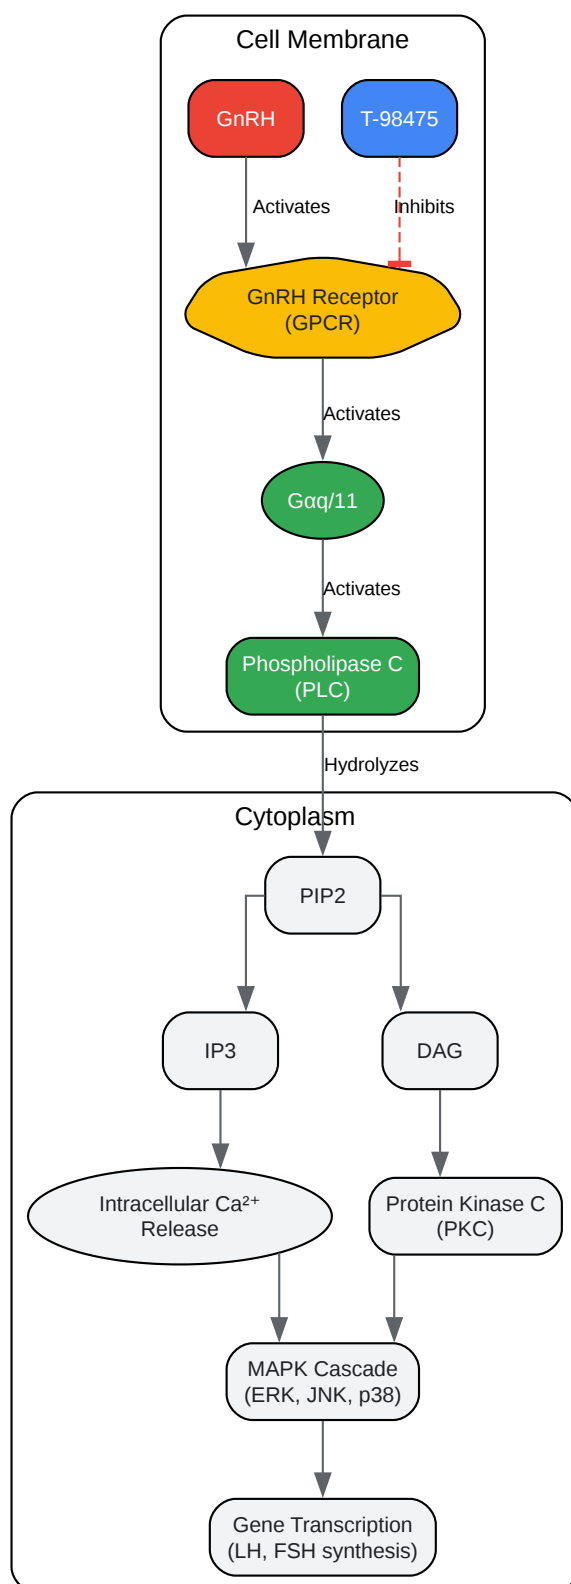 Cell Membrane
GnRH
T-98475
Activates
Inhibits
GnRH Receptor
(GPCR)
Activates
Gαq/11
Activates
Phospholipase C
(PLC)
Hydrolyzes
Cytoplasm
PIP2
IP3
DAG
Intracellular Ca²⁺
Release
Protein Kinase C
(PKC)
MAPK Cascade
(ERK, JNK, p38)
Gene Transcription
(LH, FSH synthesis)